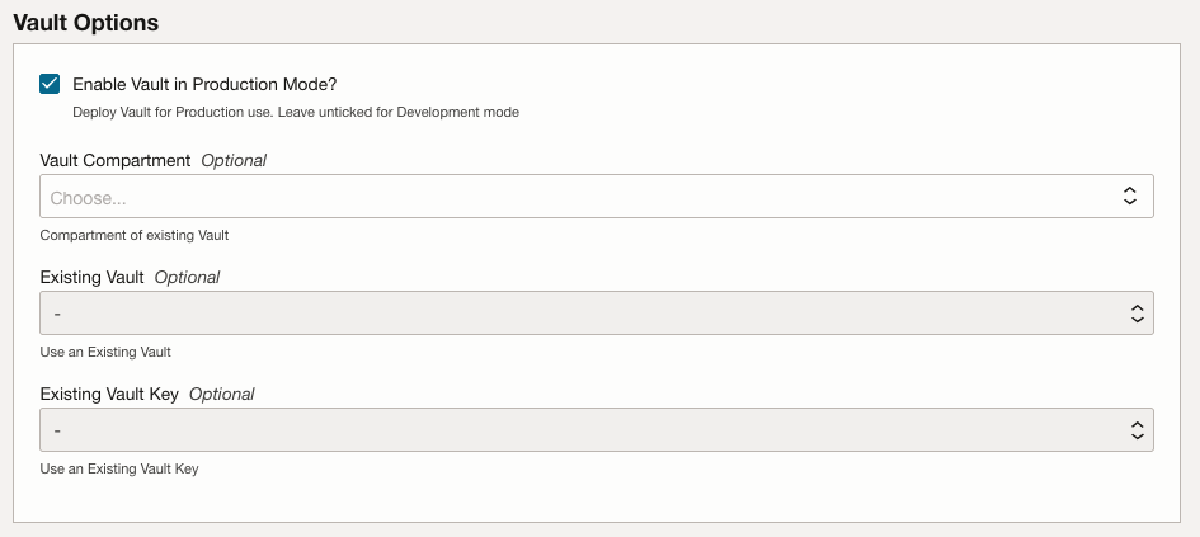 Vault Options
Enable Vault in Production Mode?
Deploy Vault for Production use. Leave unticked for Development mode
Vault Compartment Optional
Choose...
Compartment of existing Vault
Existing Vault Optional
-
Use an Existing Vault
Existing Vault Key Optional
-
Use an Existing Vault Key